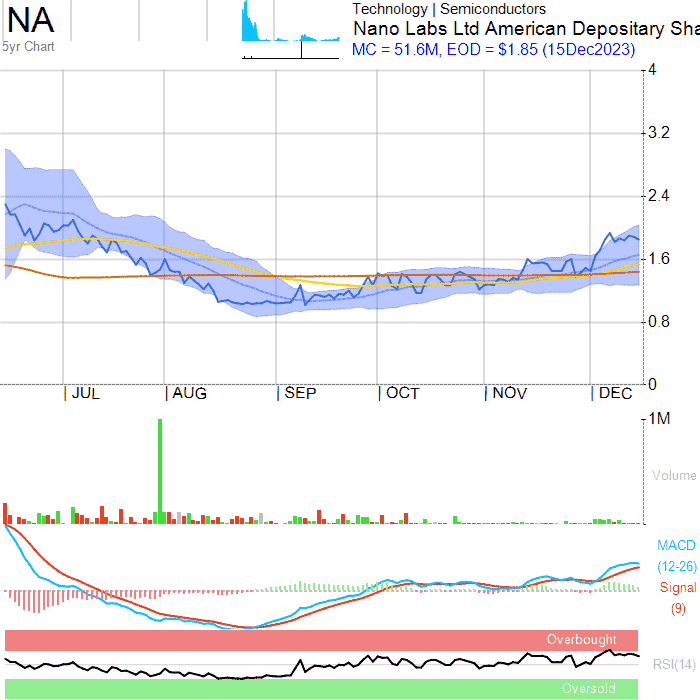 NA
5yr Chart
Technology | Semiconductors
Nano Labs Ltd American Depositary Sha
MC = 51.6M, EOD = $1.85 (15Dec2023)
4
3.2
2.4
1.6
0.8
0
JUL
AUG
SEP
OCT
NOV
DEC
1M
Volume
MACD
(12-26)
Signal
(9)
Overbought
RSI(14)
Oversold